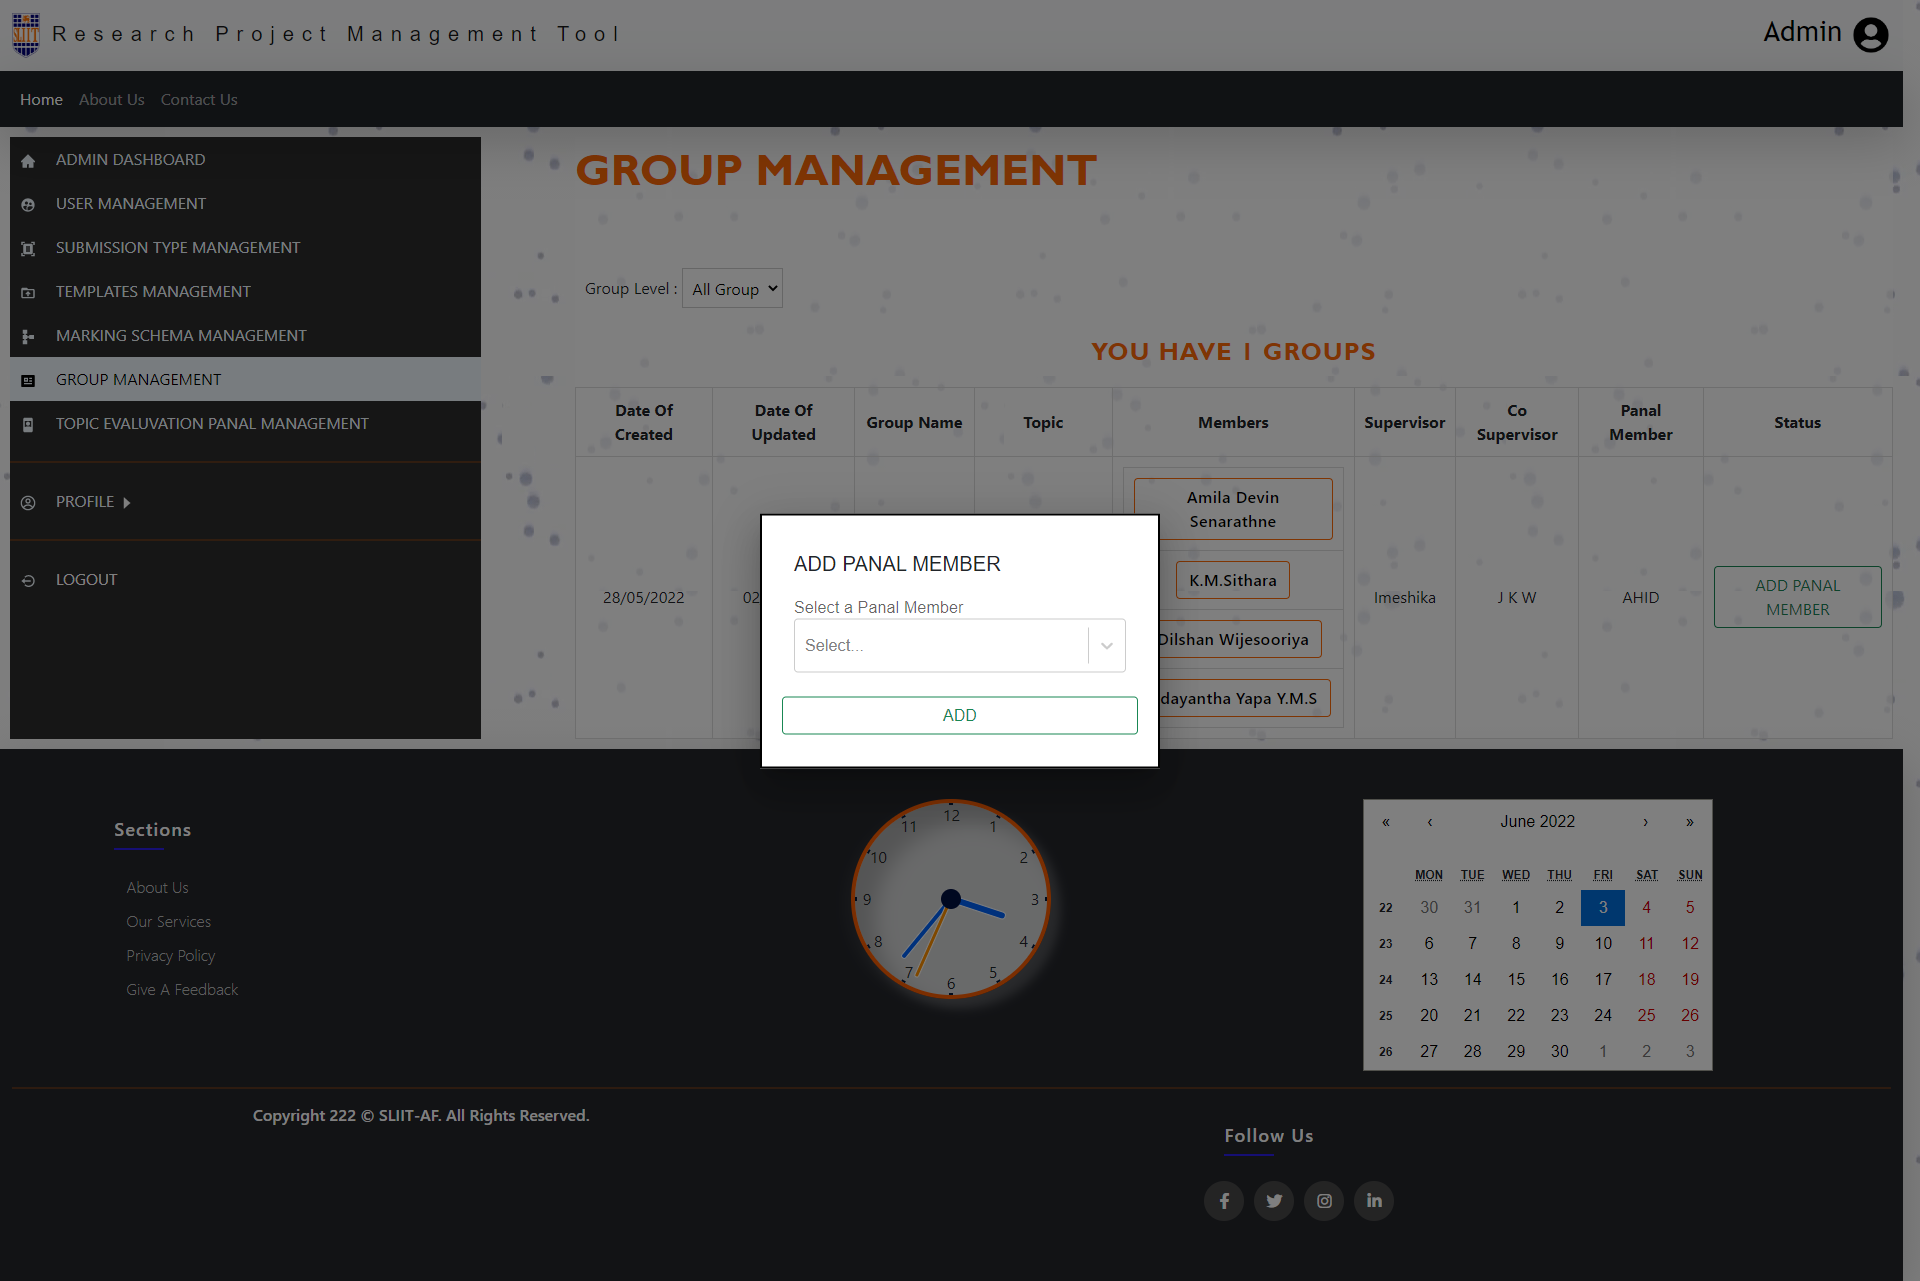 SLIIT
Research Project Management Tool
Admin
Home About Us Contact Us
ADMIN DASHBOARD
USER MANAGEMENT
SUBMISSION TYPE MANAGEMENT
TEMPLATES MANAGEMENT
MARKING SCHEMA MANAGEMENT
GROUP MANAGEMENT
TOPIC EVALUVATION PANAL MANAGEMENT
PROFILE
LOGOUT
GROUP MANAGEMENT
Group Level : All Group
YOU HAVE 1 GROUPS
Date Of Created
Date Of Updated
Group Name
Topic
Members
Supervisor
Co Supervisor
Panal Member
Status
28/05/2022
02
Amila Devin
Senarathne
K.M.Sithara
Dilshan Wijesooriya
dayantha Yapa Y.M.S
Imeshika
J K W
AHID
ADD PANAL
MEMBER
ADD PANAL MEMBER
Select a Panal Member
Select...
ADD
Sections
About Us
Our Services
Privacy Policy
Give A Feedback
12
1
2
3
4
5
6
7
8
9
10
11
« ‹ June 2022 › »
MON TUE WED THU FRI SAT SUN
22 30 31 1 2 3 4 5
23 6 7 8 9 10 11 12
24 13 14 15 16 17 18 19
25 20 21 22 23 24 25 26
26 27 28 29 30 1 2 3
Copyright 222 © SLIIT-AF. All Rights Reserved.
Follow Us